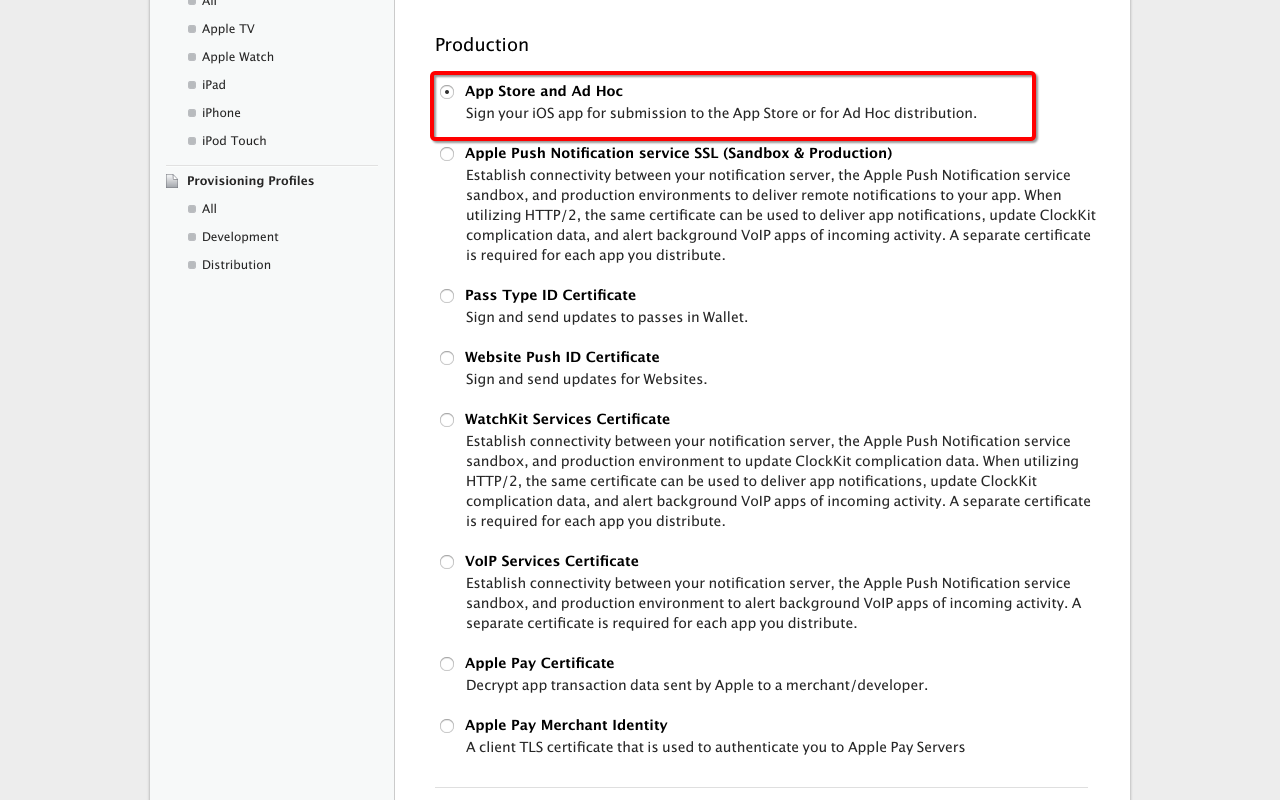 All
Apple TV
Apple Watch
iPad
iPhone
iPod Touch
Provisioning Profiles
All
Development
Distribution
Production
App Store and Ad Hoc
Sign your iOS app for submission to the App Store or for Ad Hoc distribution.
Apple Push Notification service SSL (Sandbox & Production)
Establish connectivity between your notification server, the Apple Push Notification service
sandbox, and production environments to deliver remote notifications to your app. When
utilizing HTTP/2, the same certificate can be used to deliver app notifications, update ClockKit
complication data, and alert background VoIP apps of incoming activity. A separate certificate
is required for each app you distribute.
Pass Type ID Certificate
Sign and send updates to passes in Wallet.
Website Push ID Certificate
Sign and send updates for Websites.
WatchKit Services Certificate
Establish connectivity between your notification server, the Apple Push Notification service
sandbox, and production environment to update ClockKit complication data. When utilizing
HTTP/2, the same certificate can be used to deliver app notifications, update ClockKit
complication data, and alert background VoIP apps of incoming activity. A separate certificate
is required for each app you distribute.
VoIP Services Certificate
Establish connectivity between your notification server, the Apple Push Notification service
sandbox, and production environment to alert background VoIP apps of incoming activity. A
separate certificate is required for each app you distribute.
Apple Pay Certificate
Decrypt app transaction data sent by Apple to a merchant/developer.
Apple Pay Merchant Identity
A client TLS certificate that is used to authenticate you to Apple Pay Servers